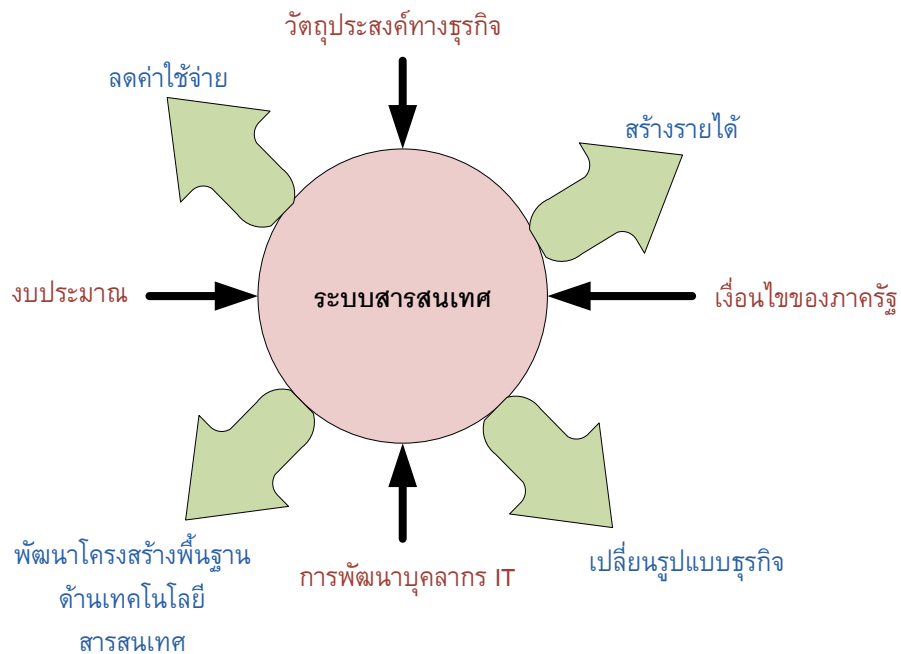 วัตถุประสงค์ทางธุรกิจ
ลดค่าใช้จ่าย
สร้างรายได้
งบประมาณ
ระบบสารสนเทศ
เงื่อนไขของภาครัฐ
พัฒนาโครงสร้างพื้นฐาน
ด้านเทคโนโลยี
สารสนเทศ
การพัฒนาบุคลากร IT
เปลี่ยนรูปแบบธุรกิจ